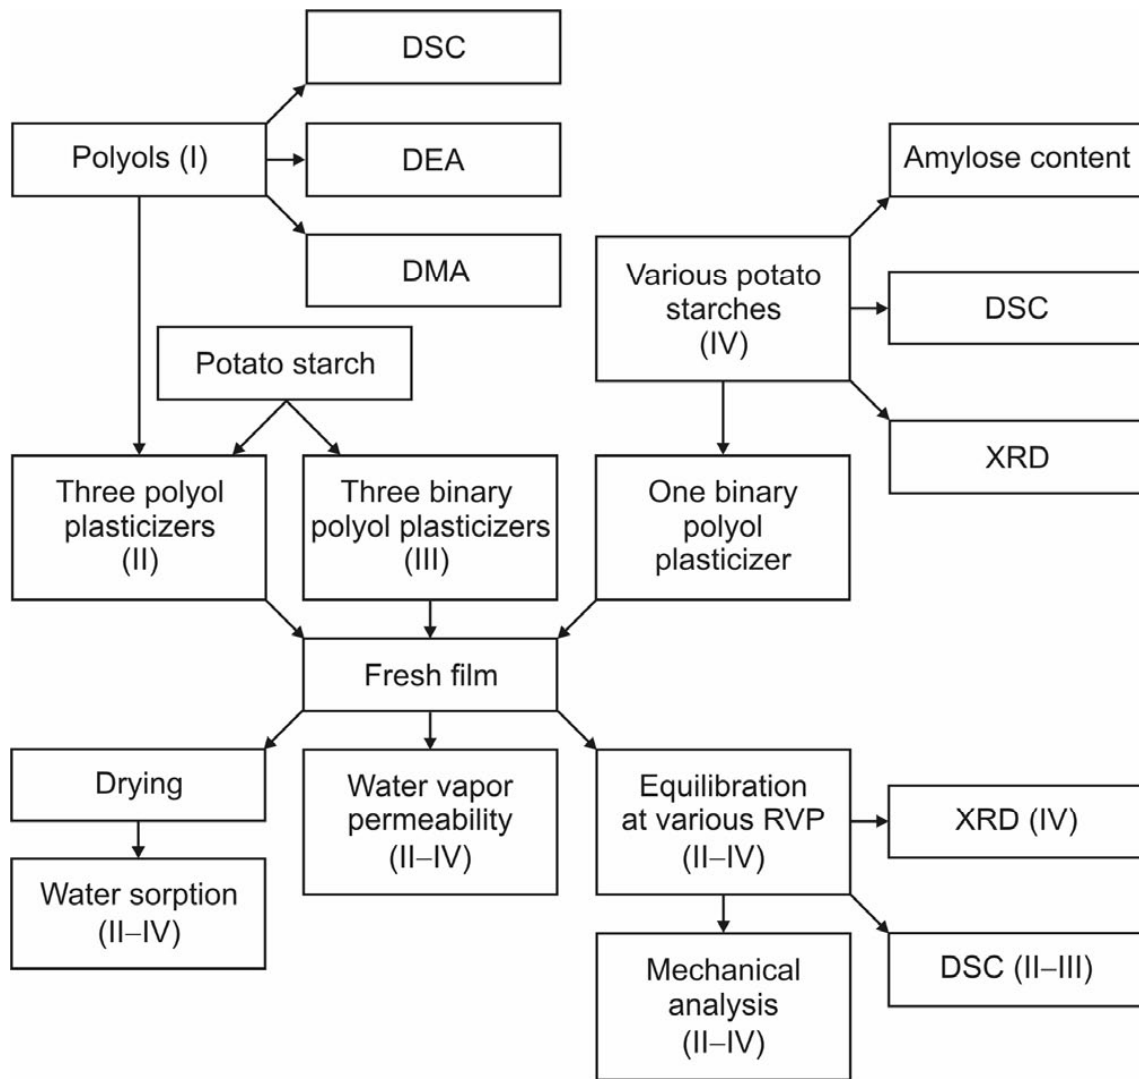 DSC
Polyols (I)
DEA
Amylose content
DMA
Various potato
starches
(IV)
DSC
Potato starch
XRD
Three polyol
plasticizers
(II)
Three binary
polyol plasticizers
(III)
One binary
polyol
plasticizer
Fresh film
Drying
Water vapor
permeability
(II–IV)
Equilibration
at various RVP
(II–IV)
XRD (IV)
Water sorption
(II–IV)
Mechanical
analysis
(II–IV)
DSC (II–III)